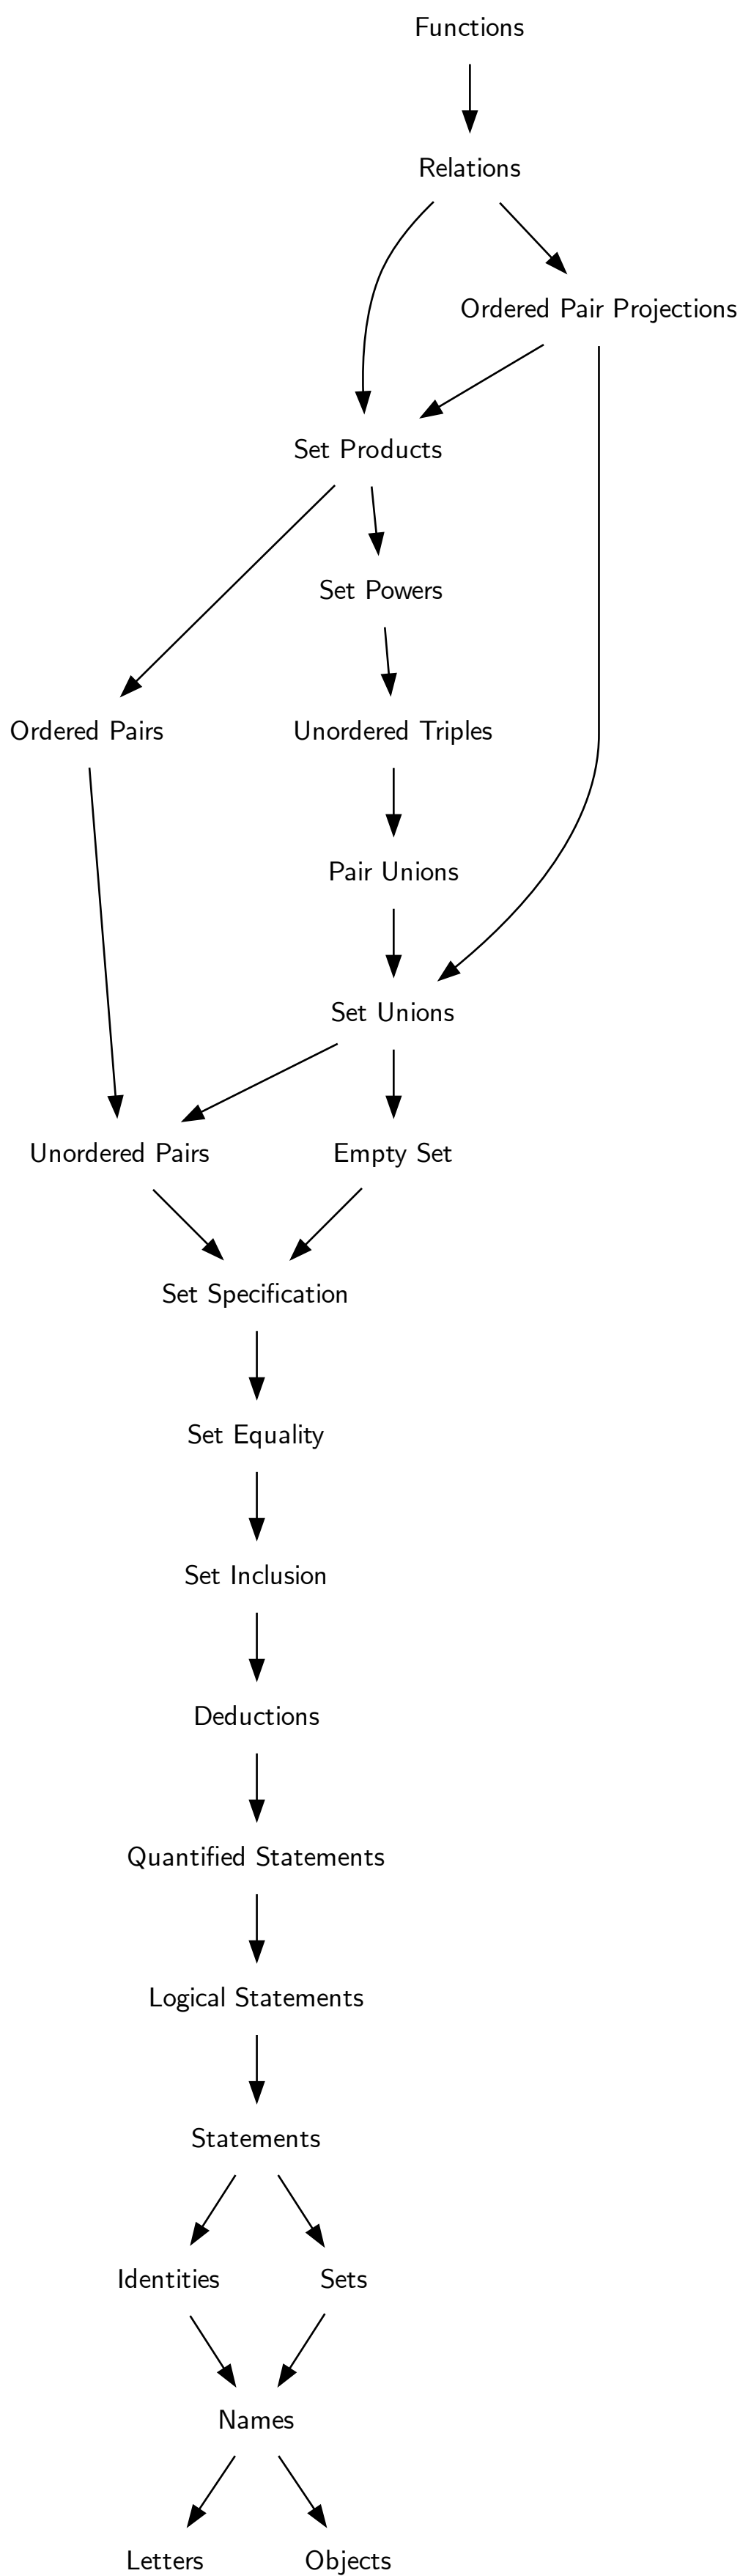 Functions
Relations
Ordered Pair Projections
Set Products
Set Powers
Ordered Pairs
Unordered Triples
Pair Unions
Set Unions
Unordered Pairs
Empty Set
Set Specification
Set Equality
Set Inclusion
Deductions
Quantified Statements
Logical Statements
Statements
Identities
Sets
Names
Letters
Objects